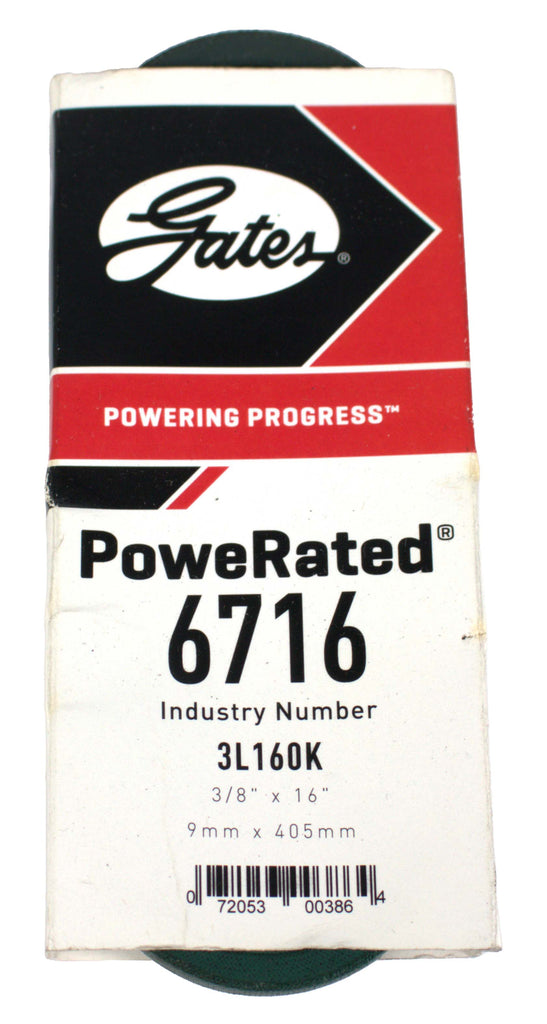 Gates®
POWERING PROGRESS™
PoweRated®
6716
Industry Number
3L160K
3/8" x 16"
9mm x 405mm
0 72053 00386 4